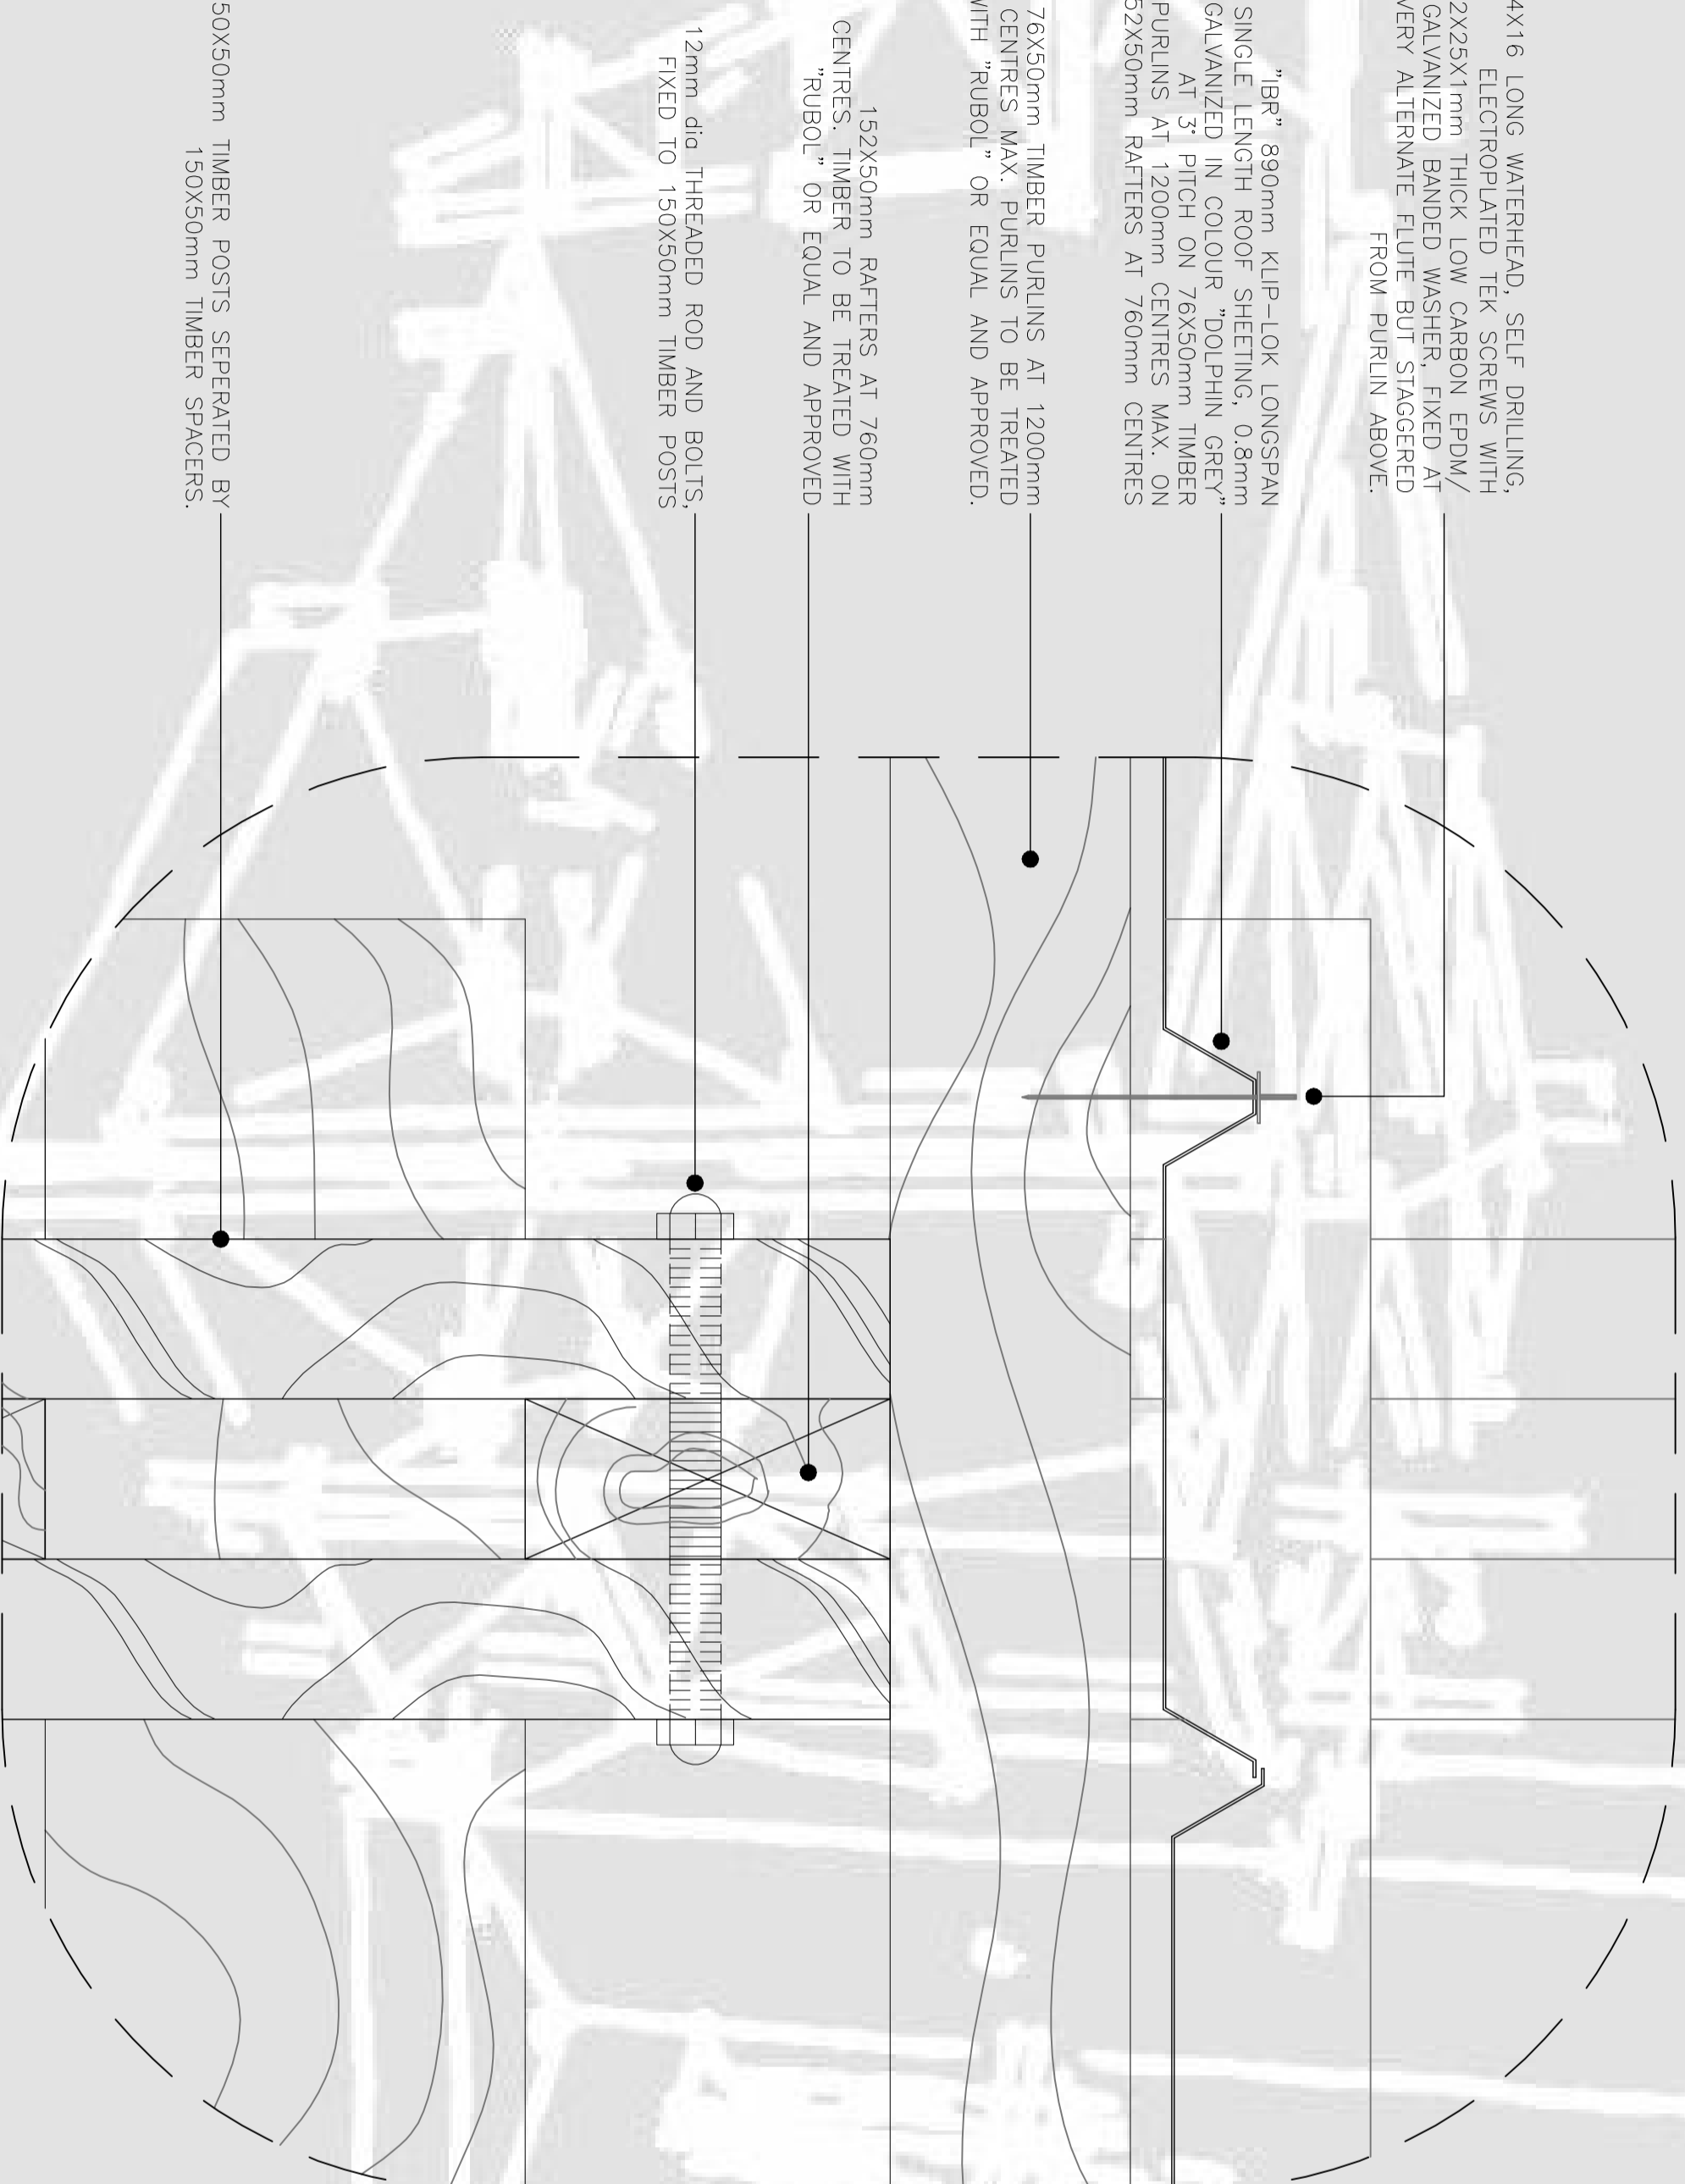 4X16 LONG WATERHEAD, SELF DRILLING,
ELECTROPLATED TEK SCREWS WITH
2X25X1mm THICK LOW CARBON EPDM/
GALVANIZED BANDED WASHER, FIXED AT
VERY ALTERNATE FLUTE BUT STAGGERED
FROM PURLIN ABOVE.
"IBR" 890mm KLIP-LOK LONGSPAN
SINGLE LENGTH ROOF SHEETING, 0.8mm
GALVANIZED IN COLOUR "DOLPHIN GREY"
AT 3° PITCH ON 76X50mm TIMBER
PURLINS AT 1200mm CENTRES MAX. ON
52X50mm RAFTERS AT 760mm CENTRES
76X50mm TIMBER PURLINS AT 1200mm
CENTRES MAX. PURLINS TO BE TREATED
WITH "RUBOL" OR EQUAL AND APPROVED.
152X50mm RAFTERS AT 760mm
CENTRES. TIMBER TO BE TREATED WITH
"RUBOL" OR EQUAL AND APPROVED
12mm dia THREADED ROD AND BOLTS,
FIXED TO 150X50mm TIMBER POSTS
50X50mm TIMBER POSTS SEPERATED BY
150X50mm TIMBER SPACERS.